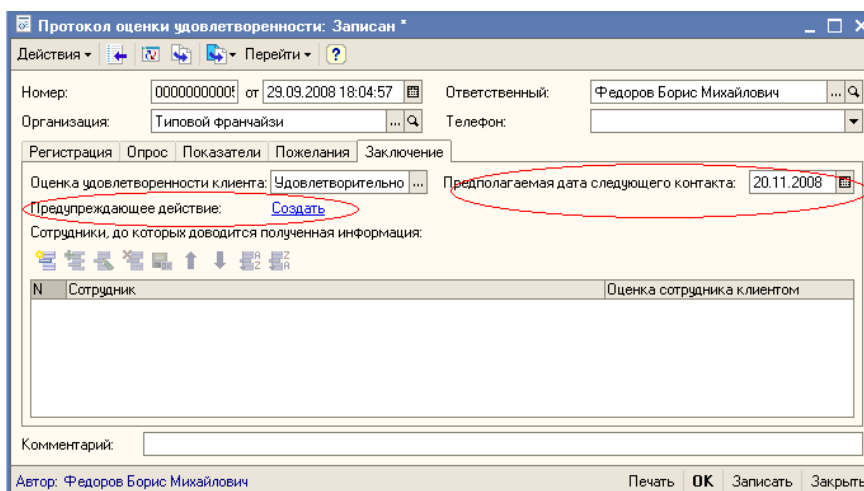 Протокол оценки удовлетворенности: Записан *
Действия Перейти ?
Номер: 0000000000 от 29.09.2008 18:04:57 Ответственный: Федоров Борис Михайлович ...
Организация: Типовой франчайзи ... Телефон:
Регистрация Опрос Показатели Пожелания Заключение
Оценка удовлетворенности клиента: Удовлетворительно ... Предполагаемая дата следующего контакта: 20.11.2008
Предупреждающее действие: Создать
Сотрудники, до которых доводится полученная информация:
N Сотрудник Оценка сотрудника клиентом
Комментарий:
Автор: Федоров Борис Михайлович Печать OK Записать Закрыть